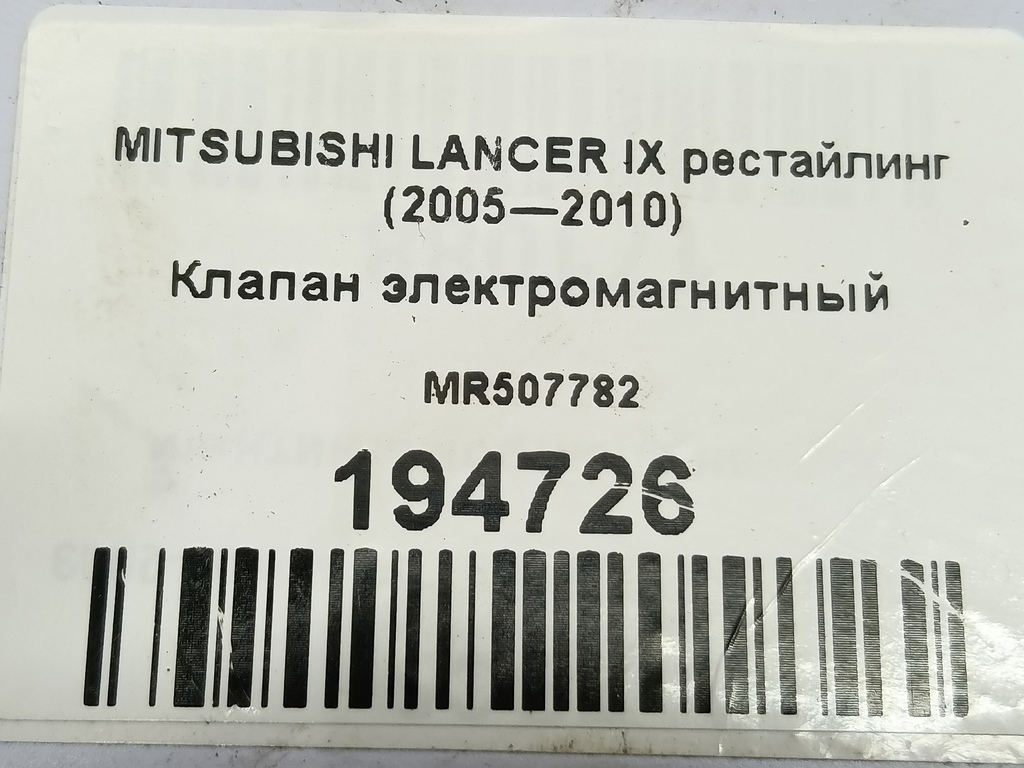 MITSUBISHI LANCER IX рестайлинг
(2005—2010)
Клапан электромагнитный
MR507782
194726